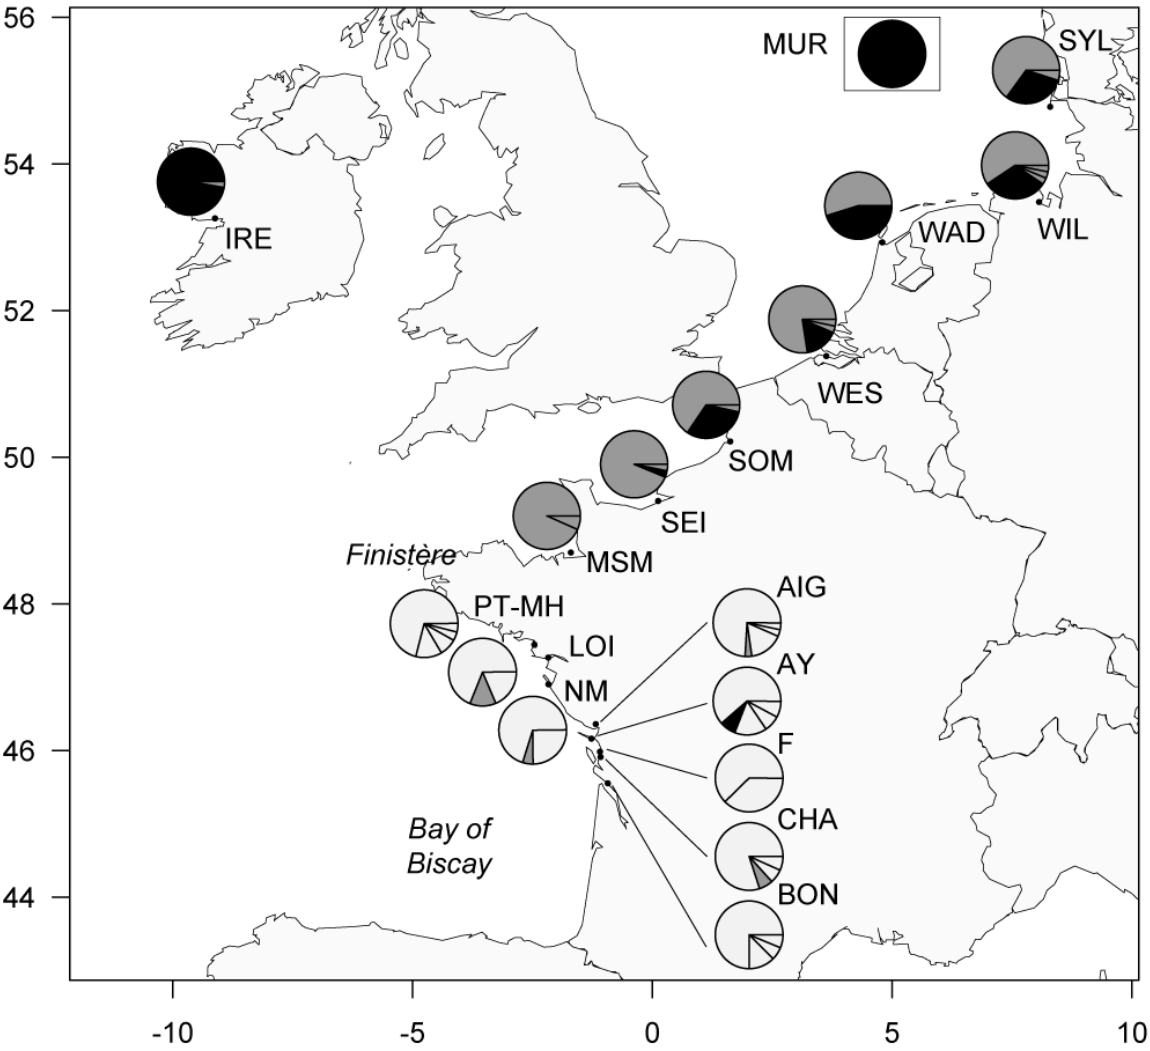 56
MUR
SYL
54
IRE
WAD
WIL
52
WES
50
SOM
SEI
Finistère
MSM
48
PT-MH
AIG
LOI
AY
NM
46
F
CHA
Bay of
Biscay
BON
44
-10
-5
0
5
10